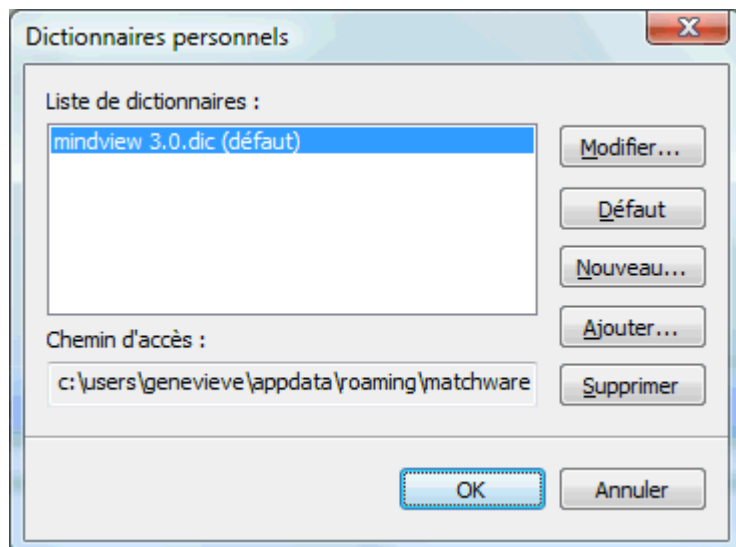 Dictionnaires personnels
Liste de dictionnaires :
mindview 3.0.dic (défaut)
Modifier...
Défaut
Nouveau...
Ajouter...
Chemin d'accès :
c:\users\genevieve\appdata\roaming\matchware
Supprimer
OK
Annuler